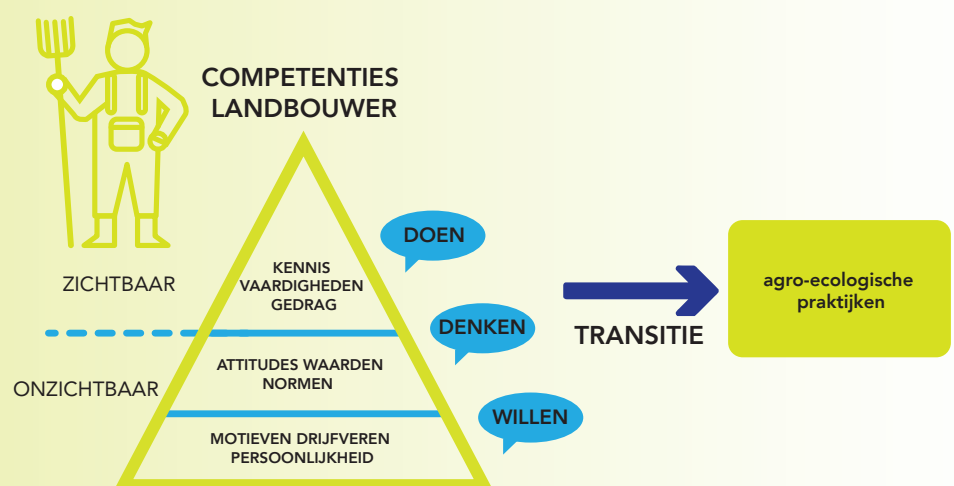 COMPETENTIES
LANDBOUWER
DOEN
KENNIS
VAARDIGHEDEN
GEDRAG
ZICHTBAAR
agro-ecologische
praktijken
DENKEN
TRANSITIE
ATTITUDES WAARDEN
NORMEN
ONZICHTBAAR
WILLEN
MOTIEVEN DRIJFVEREN
PERSOONLIJKHEID